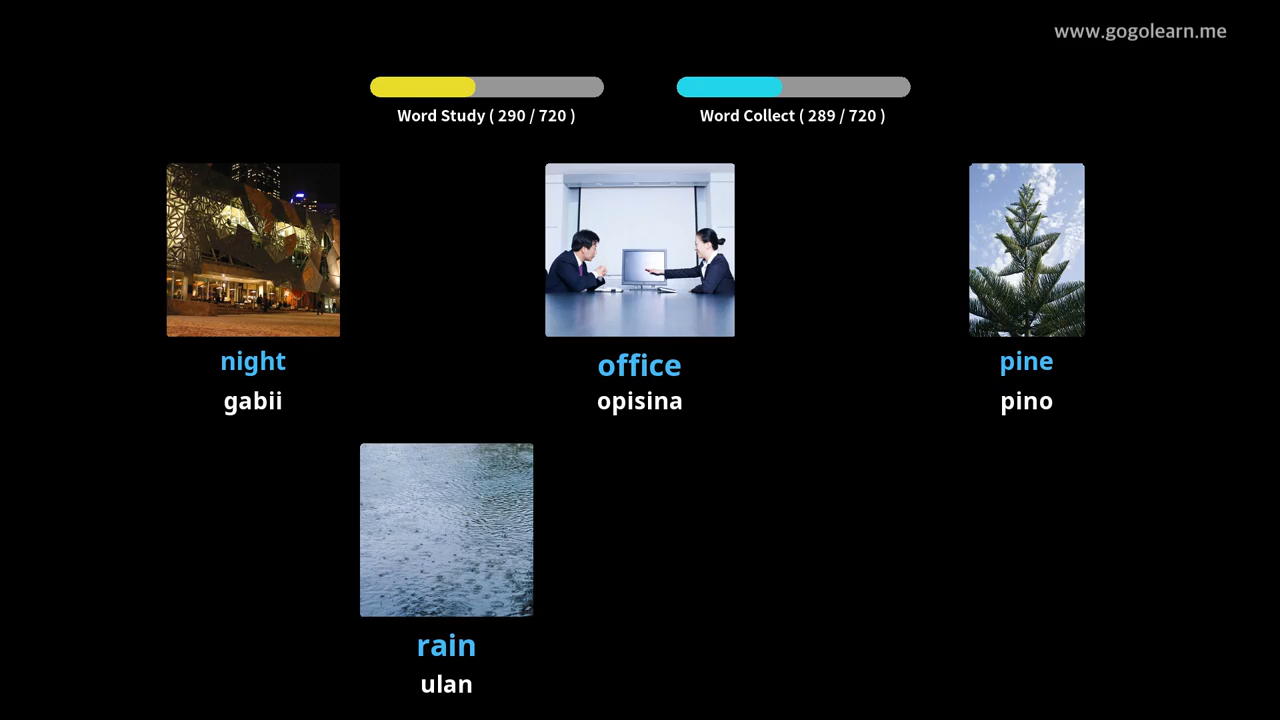 www.gogolearn.me
Word Study ( 290 / 720 )
Word Collect ( 289 / 720 )
night
gabii
office
opisina
pine
pino
rain
ulan